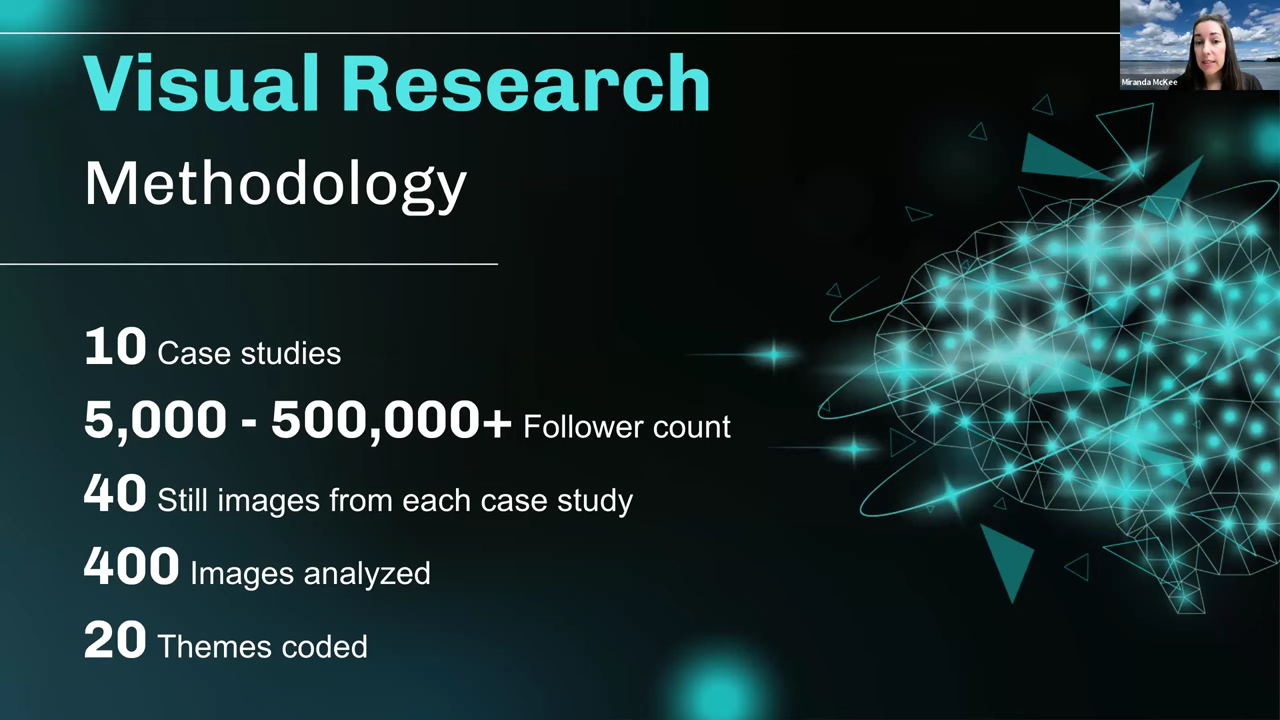 Visual Research
Methodology
10 Case studies
5,000 - 500,000+ Follower count
40 Still images from each case study
400 Images analyzed
20 Themes coded
Miranda McKee